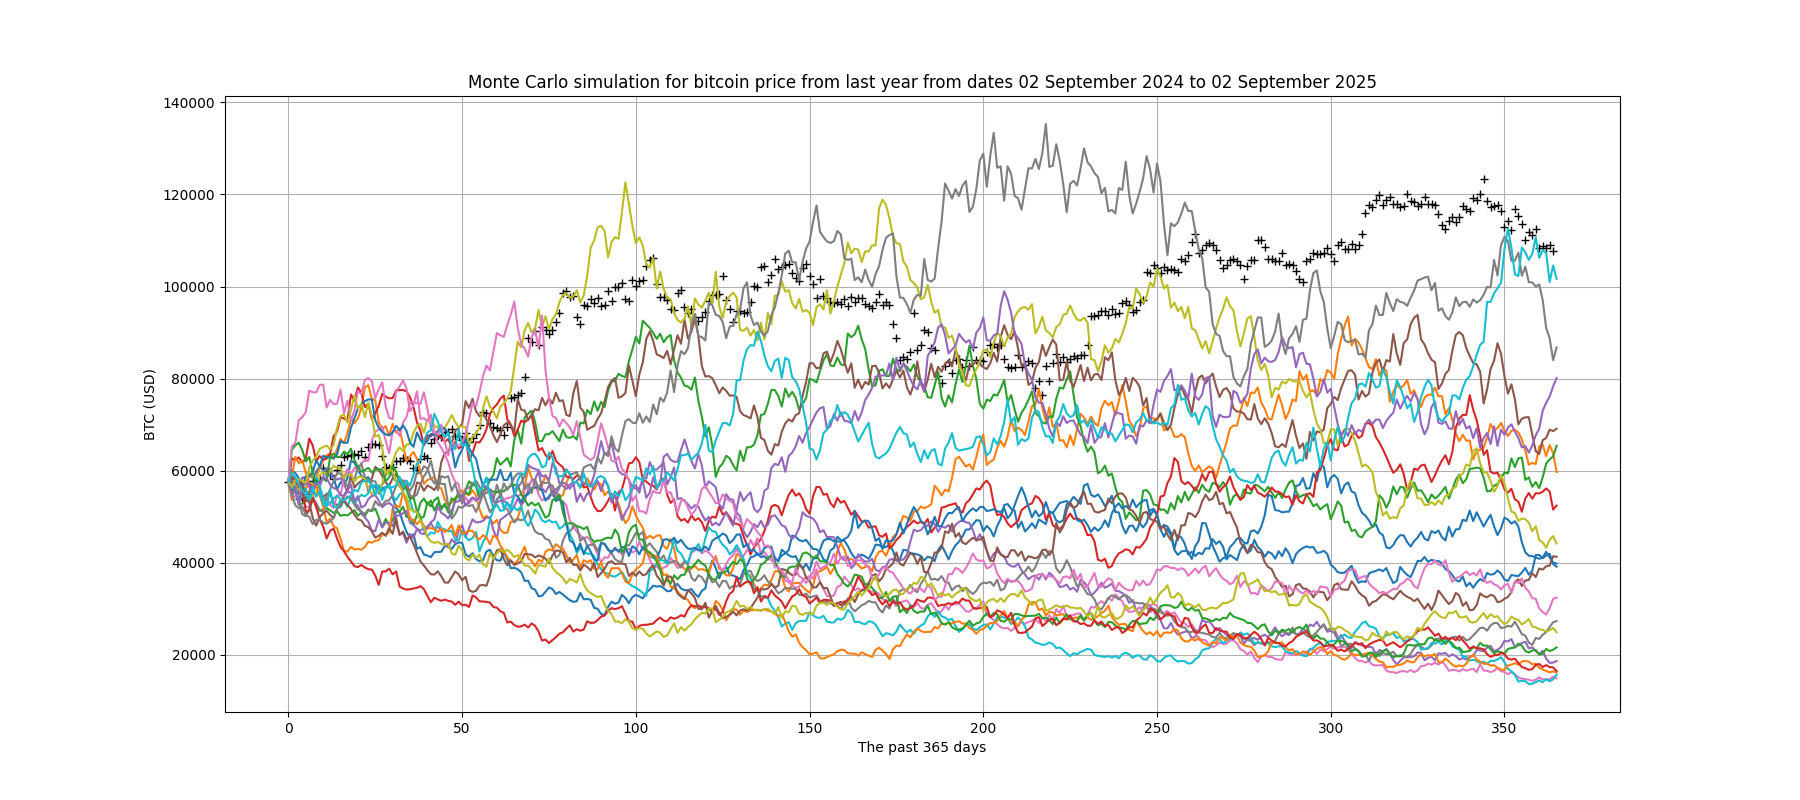 Monte Carlo simulation for bitcoin price from last year from dates 02 September 2024 to 02 September 2025
140000
120000
100000
80000
60000
40000
20000
BTC (USD)
0 50 100 150 200 250 300 350
The past 365 days